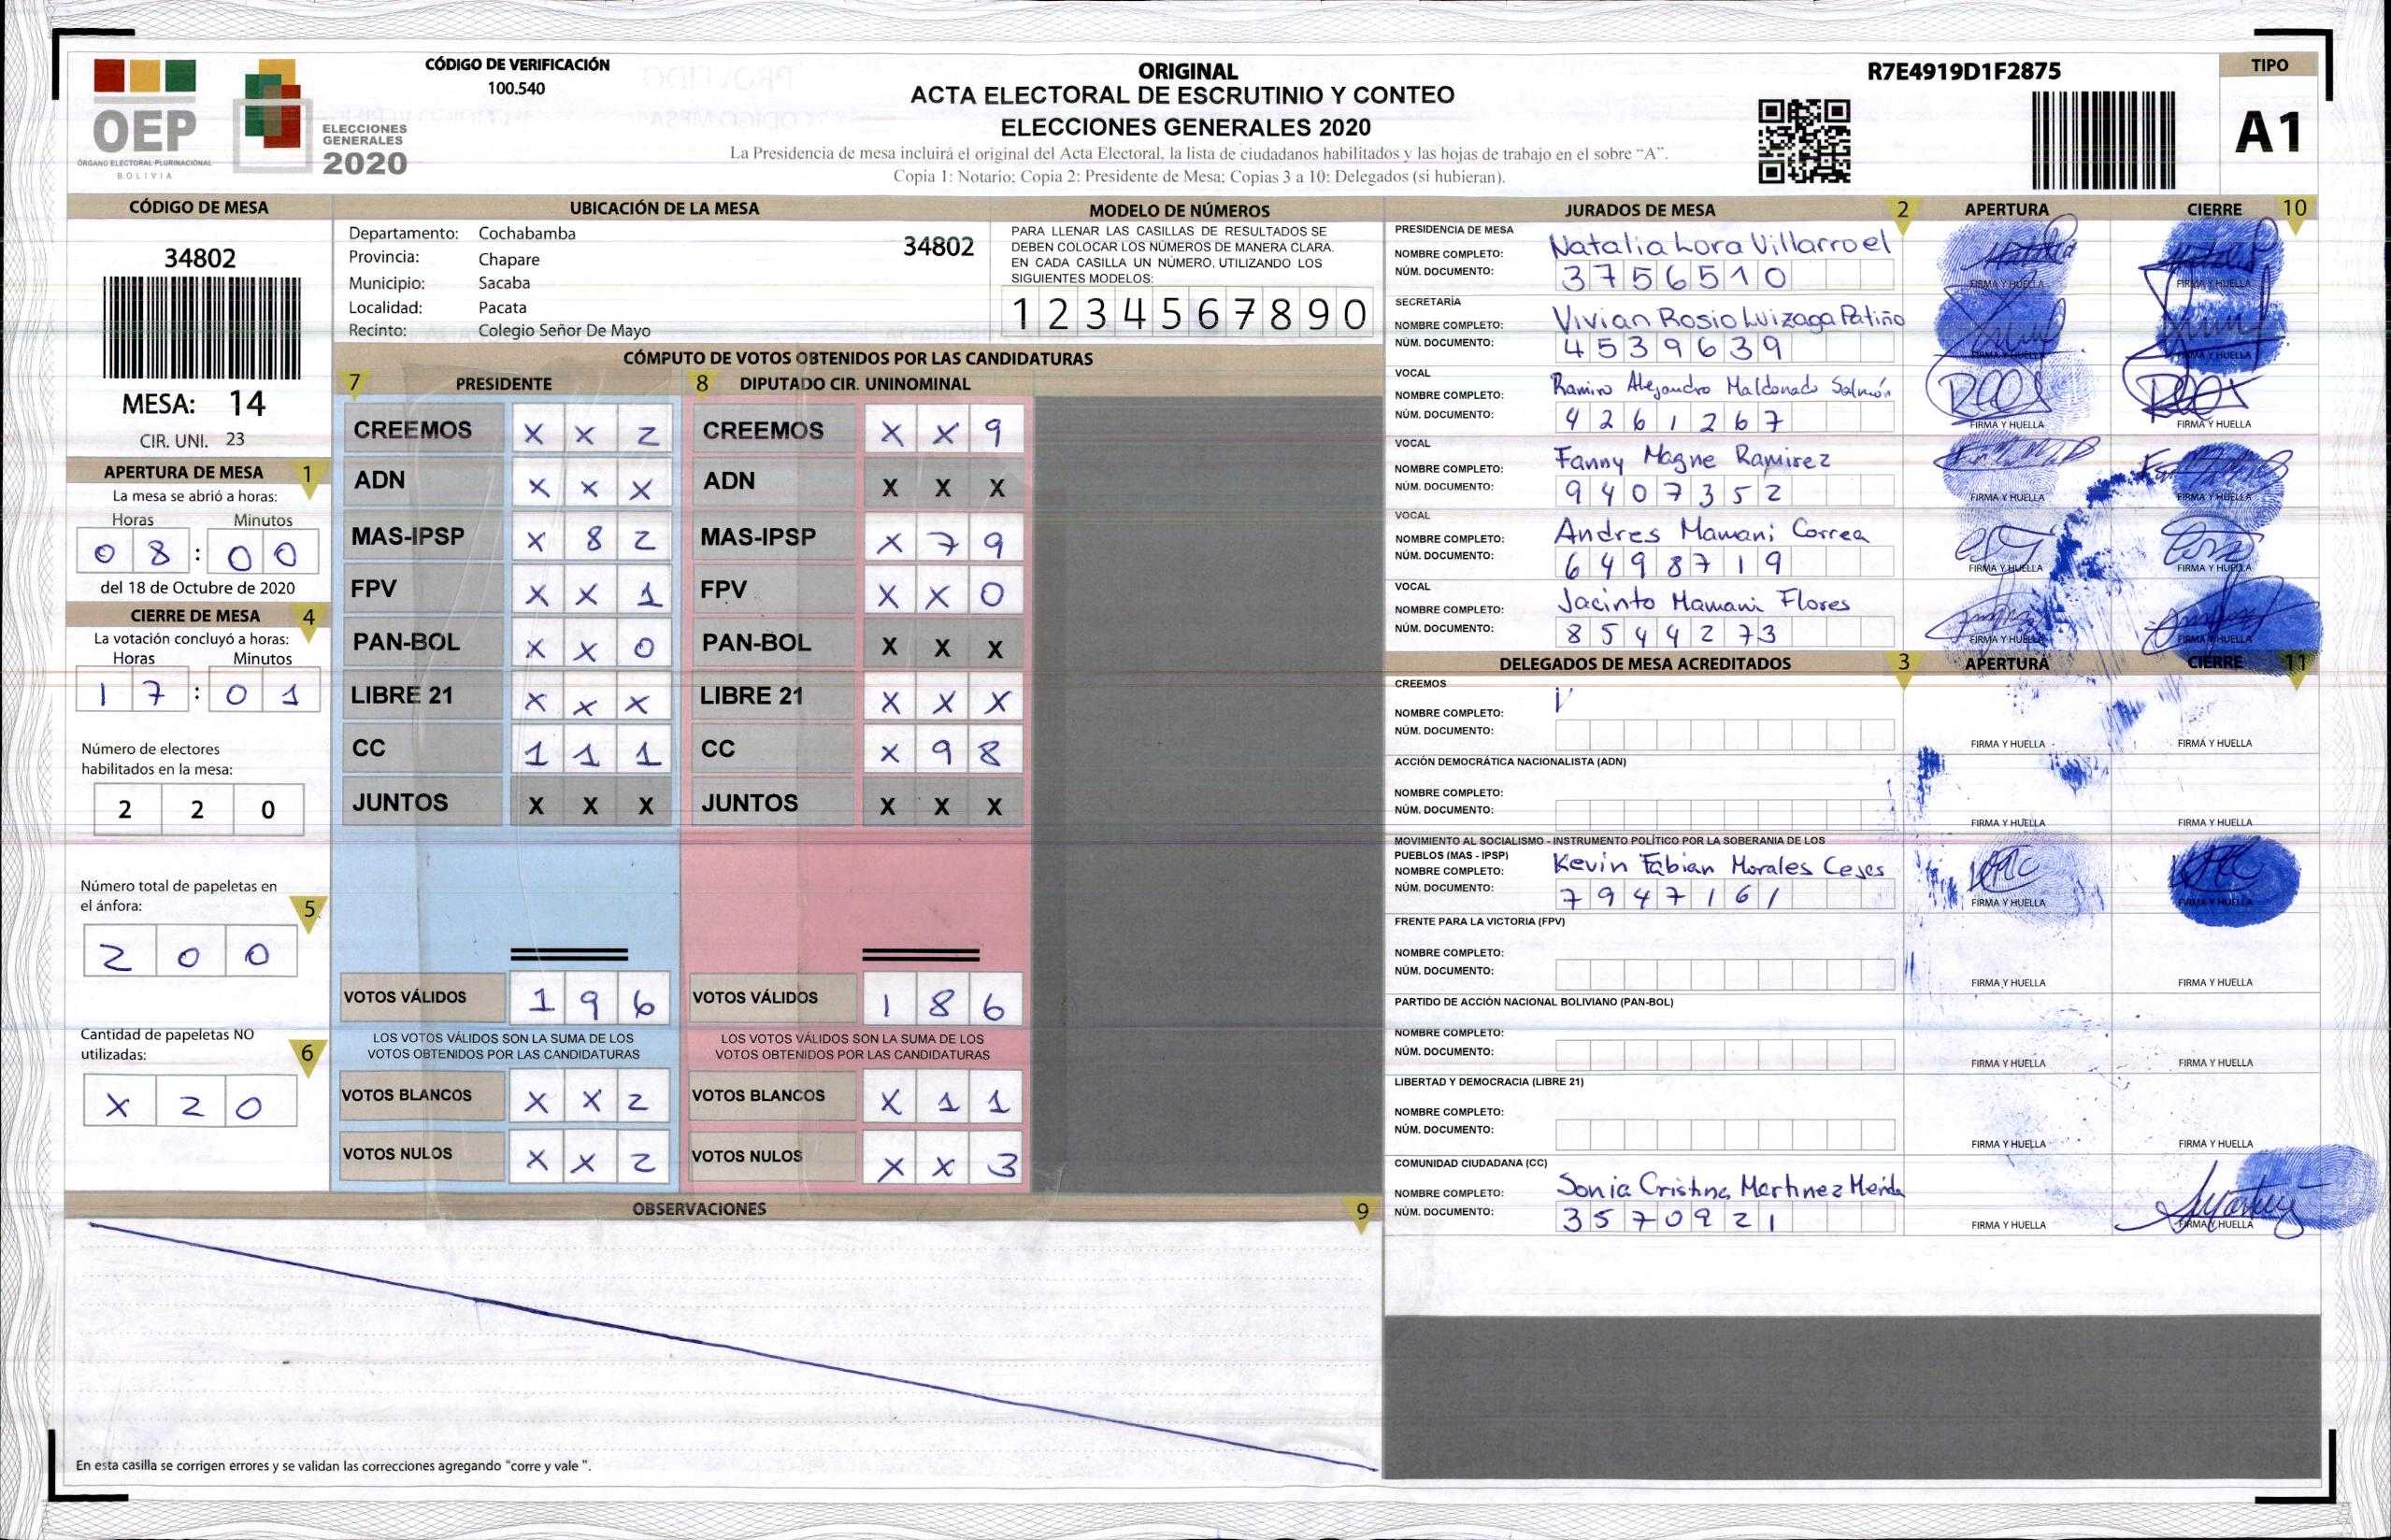 OEP
ÓRGANO ELECTORAL PLURINACIONAL
BOLIVIA
ELECCIONES
GENERALES
2020
CÓDIGO DE VERIFICACIÓN
100.540
ORIGINAL
ACTA ELECTORAL DE ESCRUTINIO Y CONTEO
ELECCIONES GENERALES 2020
La Presidencia de mesa incluirá el original del Acta Electoral, la lista de ciudadanos habilitados y las hojas de trabajo en el sobre "A".
Copia 1: Notario; Copia 2: Presidente de Mesa; Copias 3 a 10: Delegados (si hubieran).
R7E4919D1F2875
TIPO
A1
CÓDIGO DE MESA
34802
MESA: 14
CIR. UNI. 23
APERTURA DE MESA 1
La mesa se abrió a horas:
Horas Minutos
0 8 : 0 0
del 18 de Octubre de 2020
CIERRE DE MESA 4
La votación concluyó a horas:
Horas Minutos
1 7 : 0 1
Número de electores
habilitados en la mesa:
2 2 0
Número total de papeletas en
el ánfora: 5
2 0 0
Cantidad de papeletas NO
utilizadas: 6
X 2 0
UBICACIÓN DE LA MESA
Departamento: Cochabamba 34802
Provincia: Chapare
Municipio: Sacaba
Localidad: Pacata
Recinto: Colegio Señor De Mayo
MODELO DE NÚMEROS
PARA LLENAR LAS CASILLAS DE RESULTADOS SE
DEBEN COLOCAR LOS NÚMEROS DE MANERA CLARA.
EN CADA CASILLA UN NÚMERO, UTILIZANDO LOS
SIGUIENTES MODELOS:
1 2 3 4 5 6 7 8 9 0
CÓMPUTO DE VOTOS OBTENIDOS POR LAS CANDIDATURAS
7 PRESIDENTE 8 DIPUTADO CIR. UNINOMINAL
CREEMOS X X 2 CREEMOS X X 9
ADN X X X ADN X X X
MAS-IPSP X 8 2 MAS-IPSP X 7 9
FPV X X 1 FPV X X 0
PAN-BOL X X 0 PAN-BOL X X X
LIBRE 21 X X X LIBRE 21 X X X
CC 1 1 1 CC X 9 8
JUNTOS X X X JUNTOS X X X
VOTOS VÁLIDOS 1 9 6 VOTOS VÁLIDOS 1 8 6
LOS VOTOS VÁLIDOS SON LA SUMA DE LOS LOS VOTOS VÁLIDOS SON LA SUMA DE LOS
VOTOS OBTENIDOS POR LAS CANDIDATURAS VOTOS OBTENIDOS POR LAS CANDIDATURAS
VOTOS BLANCOS X X 2 VOTOS BLANCOS X 1 1
VOTOS NULOS X X 2 VOTOS NULOS X X 3
OBSERVACIONES 9
En esta casilla se corrigen errores y se validan las correcciones agregando "corre y vale ".
JURADOS DE MESA 2 APERTURA CIERRE 10
PRESIDENCIA DE MESA
NOMBRE COMPLETO: Natalia Lora Villarroel
NÚM. DOCUMENTO: 3756510 FIRMA Y HUELLA FIRMA Y HUELLA
SECRETARÍA
NOMBRE COMPLETO: Vivian Rosio Luizaga Patiño
NÚM. DOCUMENTO: 4539639 FIRMA Y HUELLA FIRMA Y HUELLA
VOCAL
NOMBRE COMPLETO: Ramiro Alejandro Maldonado Salmón
NÚM. DOCUMENTO: 4261267 FIRMA Y HUELLA FIRMA Y HUELLA
VOCAL
NOMBRE COMPLETO: Fanny Magne Ramirez
NÚM. DOCUMENTO: 9407352 FIRMA Y HUELLA FIRMA Y HUELLA
VOCAL
NOMBRE COMPLETO: Andres Mamani Correa
NÚM. DOCUMENTO: 6498719 FIRMA Y HUELLA FIRMA Y HUELLA
VOCAL
NOMBRE COMPLETO: Jacinto Mamani Flores
NÚM. DOCUMENTO: 8544273 FIRMA Y HUELLA FIRMA Y HUELLA
DELEGADOS DE MESA ACREDITADOS 3 APERTURA CIERRE 11
CREEMOS
NOMBRE COMPLETO:
NÚM. DOCUMENTO: FIRMA Y HUELLA FIRMA Y HUELLA
ACCIÓN DEMOCRÁTICA NACIONALISTA (ADN)
NOMBRE COMPLETO:
NÚM. DOCUMENTO: FIRMA Y HUELLA FIRMA Y HUELLA
MOVIMIENTO AL SOCIALISMO - INSTRUMENTO POLÍTICO POR LA SOBERANIA DE LOS
PUEBLOS (MAS - IPSP)
NOMBRE COMPLETO: Kevin Fabian Morales
NÚM. DOCUMENTO: 7947161 FIRMA Y HUELLA FIRMA Y HUELLA
FRENTE PARA LA VICTORIA (FPV)
NOMBRE COMPLETO:
NÚM. DOCUMENTO: FIRMA Y HUELLA FIRMA Y HUELLA
PARTIDO DE ACCIÓN NACIONAL BOLIVIANO (PAN-BOL)
NOMBRE COMPLETO:
NÚM. DOCUMENTO: FIRMA Y HUELLA FIRMA Y HUELLA
LIBERTAD Y DEMOCRACIA (LIBRE 21)
NOMBRE COMPLETO:
NÚM. DOCUMENTO: FIRMA Y HUELLA FIRMA Y HUELLA
COMUNIDAD CIUDADANA (CC)
NOMBRE COMPLETO: Sonia Cristina Martinez Merida
NÚM. DOCUMENTO: 3570921 FIRMA Y HUELLA FIRMA Y HUELLA